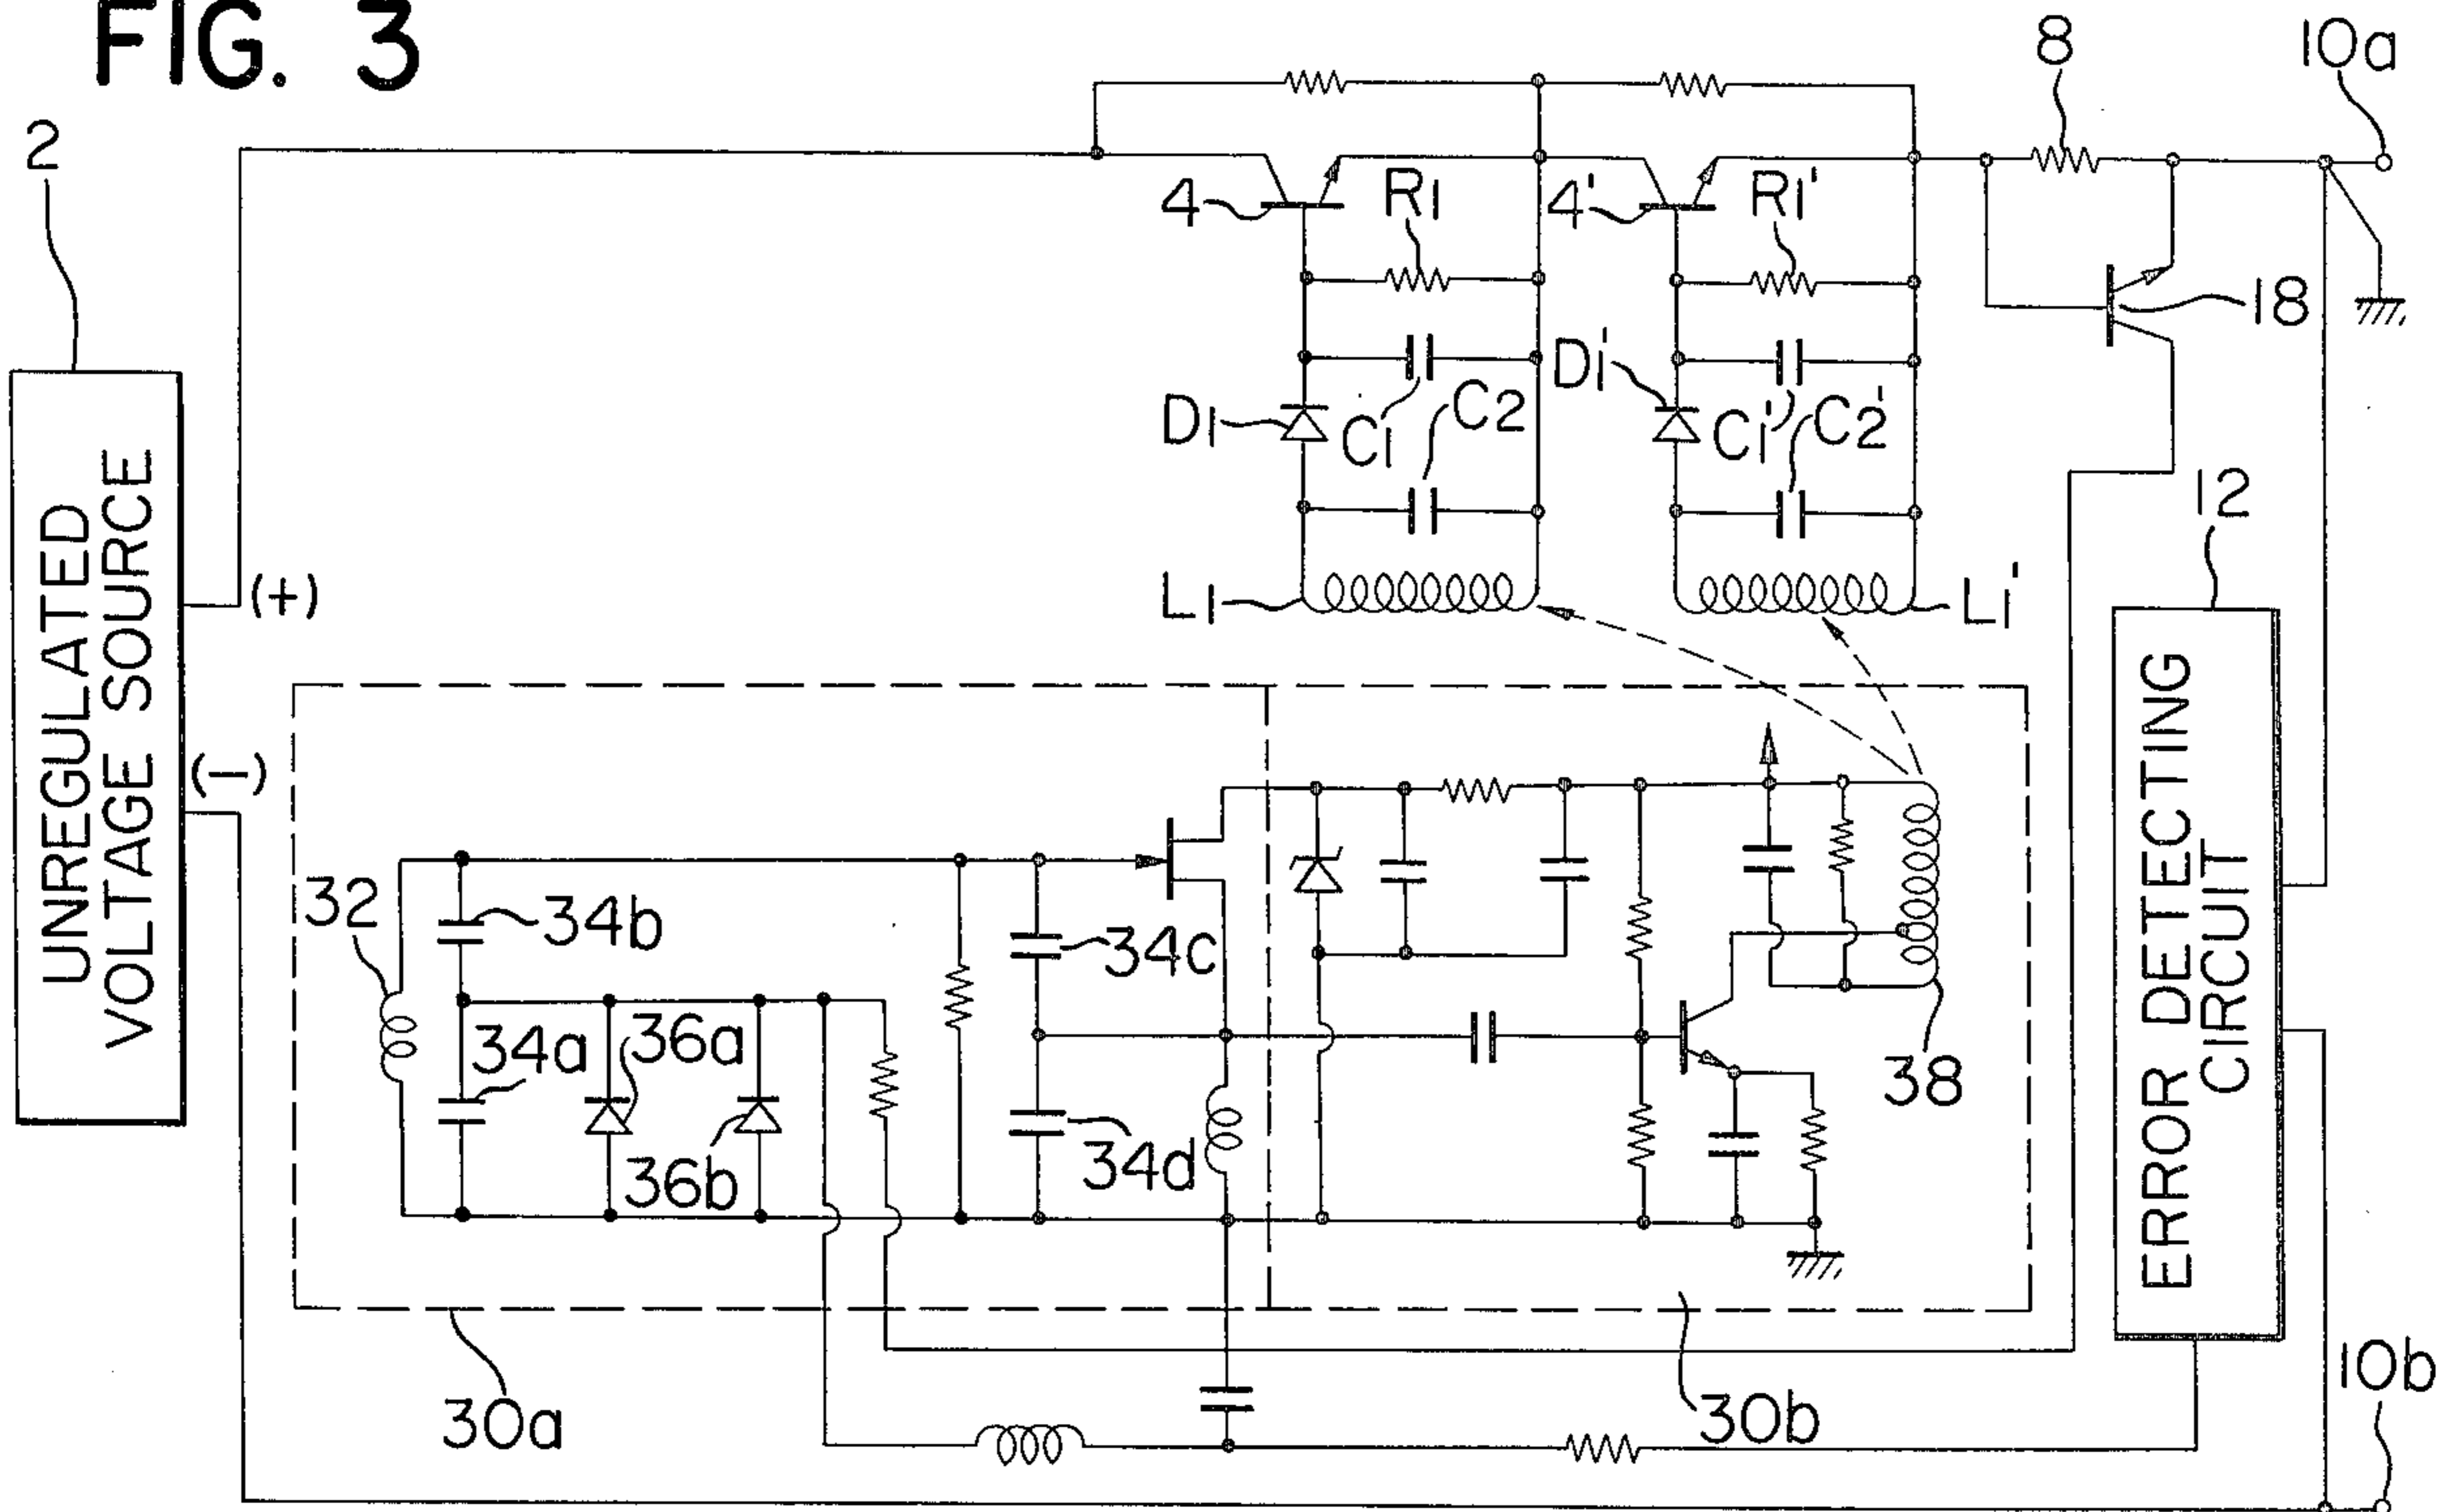 FIG. 3
2
8
10a
4
R1
4'
R1'
18
D1
C1
C2
D1'
C1'
C2'
12
L1
L1'
UNREGULATED
VOLTAGE SOURCE
(+)
(−)
32
34b
34c
34a
36a
36b
34d
38
ERROR DETECTING
CIRCUIT
30a
30b
10b